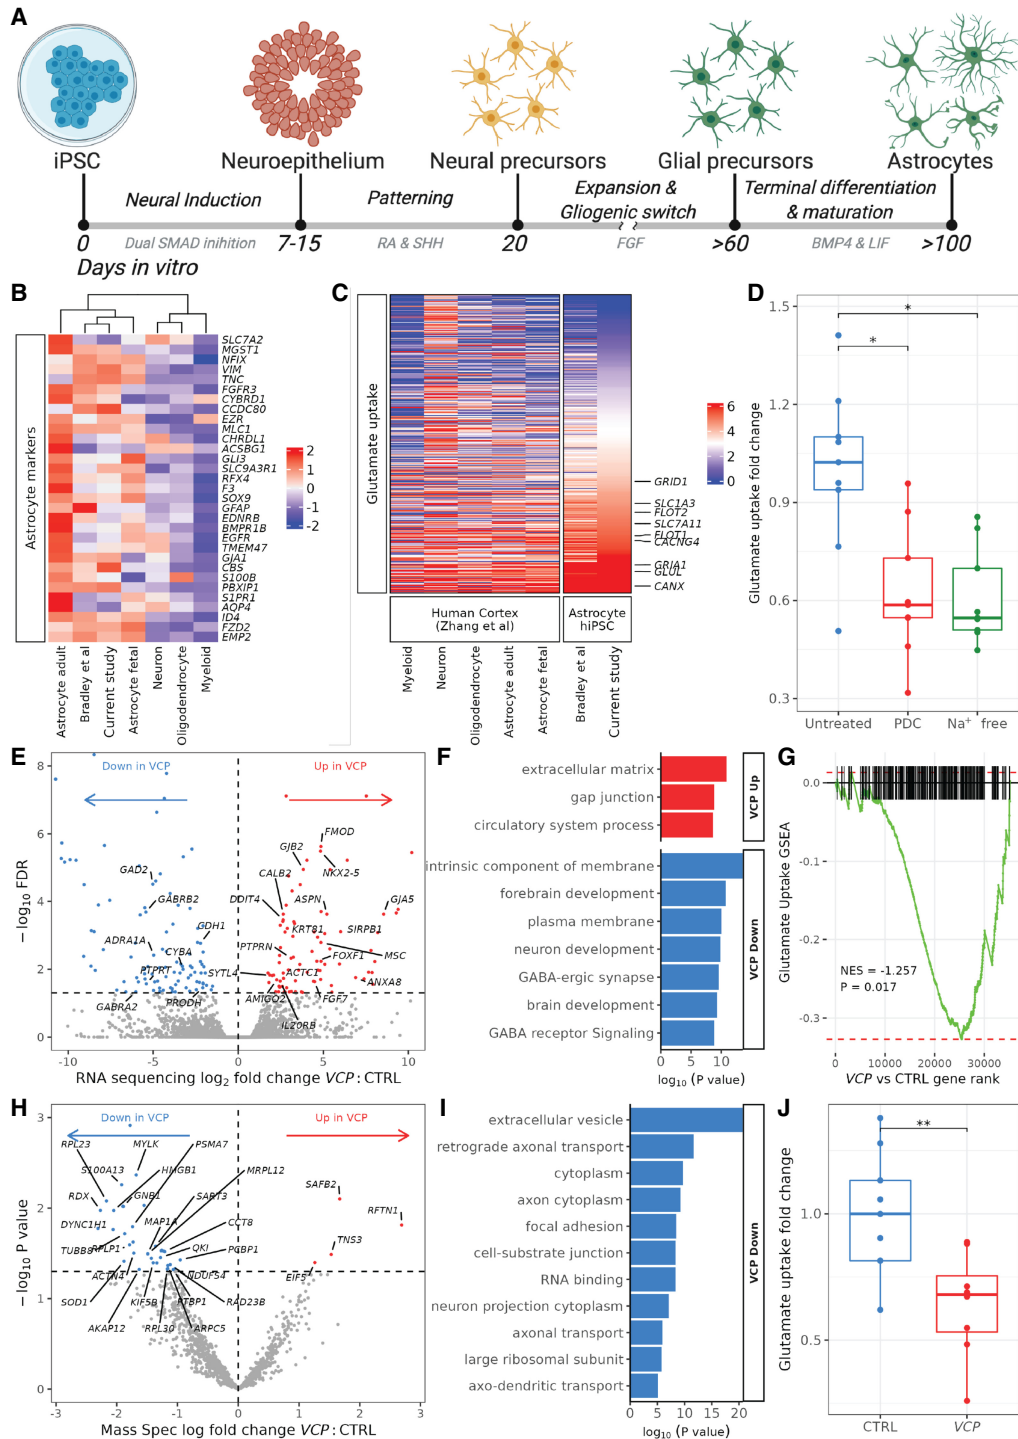 A
iPSC
Neuroepithelium
Neural precursors
Glial precursors
Astrocytes
Neural Induction
Patterning
Expansion &
Gliogenic switch
Terminal differentiation
& maturation
0
Dual SMAD inihition
7-15
RA & SHH
20
FGF
>60
BMP4 & LIF
>100
Days in vitro
B
Astrocyte markers
SLC7A2
MGST1
NFIX
VIM
TNC
FGFR3
CYBRD1
CCDC80
EZR
MLC1
CHRDL1
ACSBG1
GLI3
SLC9A3R1
RFX4
F3
SOX9
GFAP
EDNRB
BMPR1B
EGFR
TMEM47
GJA1
CBS
S100B
PBXIP1
S1PR1
AQP4
ID4
FZD2
EMP2
2
1
0
-1
-2
Astrocyte adult
Bradley et al
Current study
Astrocyte fetal
Neuron
Oligodendrocyte
Myeloid
C
Glutamate uptake
GRID1
SLC1A3
FLOT2
SLC7A11
FLOT1
CACNG4
GRIA1
GLUL
CANX
6
4
2
0
Human Cortex
(Zhang et al)
Astrocyte
hiPSC
Myeloid
Neuron
Oligodendrocyte
Astrocyte adult
Astrocyte fetal
Bradley et al
Current study
D
Glutamate uptake fold change
1.5
1.2
0.9
0.6
0.3
*
*
Untreated
PDC
Na⁺ free
E
Down in VCP
Up in VCP
− log₁₀ FDR
8
6
4
2
0
FMOD
GJB2
NKX2-5
GAD2
CALB2
GABRB2
DDIT4
ASPN
GJA5
CDH1
KRT81
SIRPB1
ADRA1A
CYBA
PTPRN
MSC
FOXF1
PTPRT
SYTL4
ACTC1
ANXA8
GABRA2
PRODH
AMIGO2
FGF7
IL20RB
-10
-5
0
5
10
RNA sequencing log₂ fold change VCP : CTRL
F
extracellular matrix
gap junction
circulatory system process
VCP Up
intrinsic component of membrane
forebrain development
plasma membrane
neuron development
GABA-ergic synapse
brain development
GABA receptor Signaling
VCP Down
0
5
10
log₁₀ (P value)
G
Glutamate Uptake GSEA
0.0
-0.1
-0.2
-0.3
NES = -1.257
P = 0.017
0
10000
20000
30000
VCP vs CTRL gene rank
H
Down in VCP
Up in VCP
− log₁₀ P value
3
2
1
0
RPL23
MYLK
PSMA7
S100A13
HMGB1
MRPL12
RDX
GNB1
SART3
SAFB2
RFTN1
DYNC1H1
MAP1A
CCT8
TNS3
TUBB8
RPLP1
QKI
PGBP1
ACTN4
NDUFS4
EIF5
SOD1
KIF5B
PTBP1
RAD23B
AKAP12
RPL30
ARPC5
-3
-2
-1
0
1
2
3
Mass Spec log fold change VCP : CTRL
I
extracellular vesicle
retrograde axonal transport
cytoplasm
axon cytoplasm
focal adhesion
cell-substrate junction
RNA binding
neuron projection cytoplasm
axonal transport
large ribosomal subunit
axo-dendritic transport
VCP Down
0
5
10
15
20
log₁₀ (P value)
J
Glutamate uptake fold change
1.0
0.5
**
CTRL
VCP